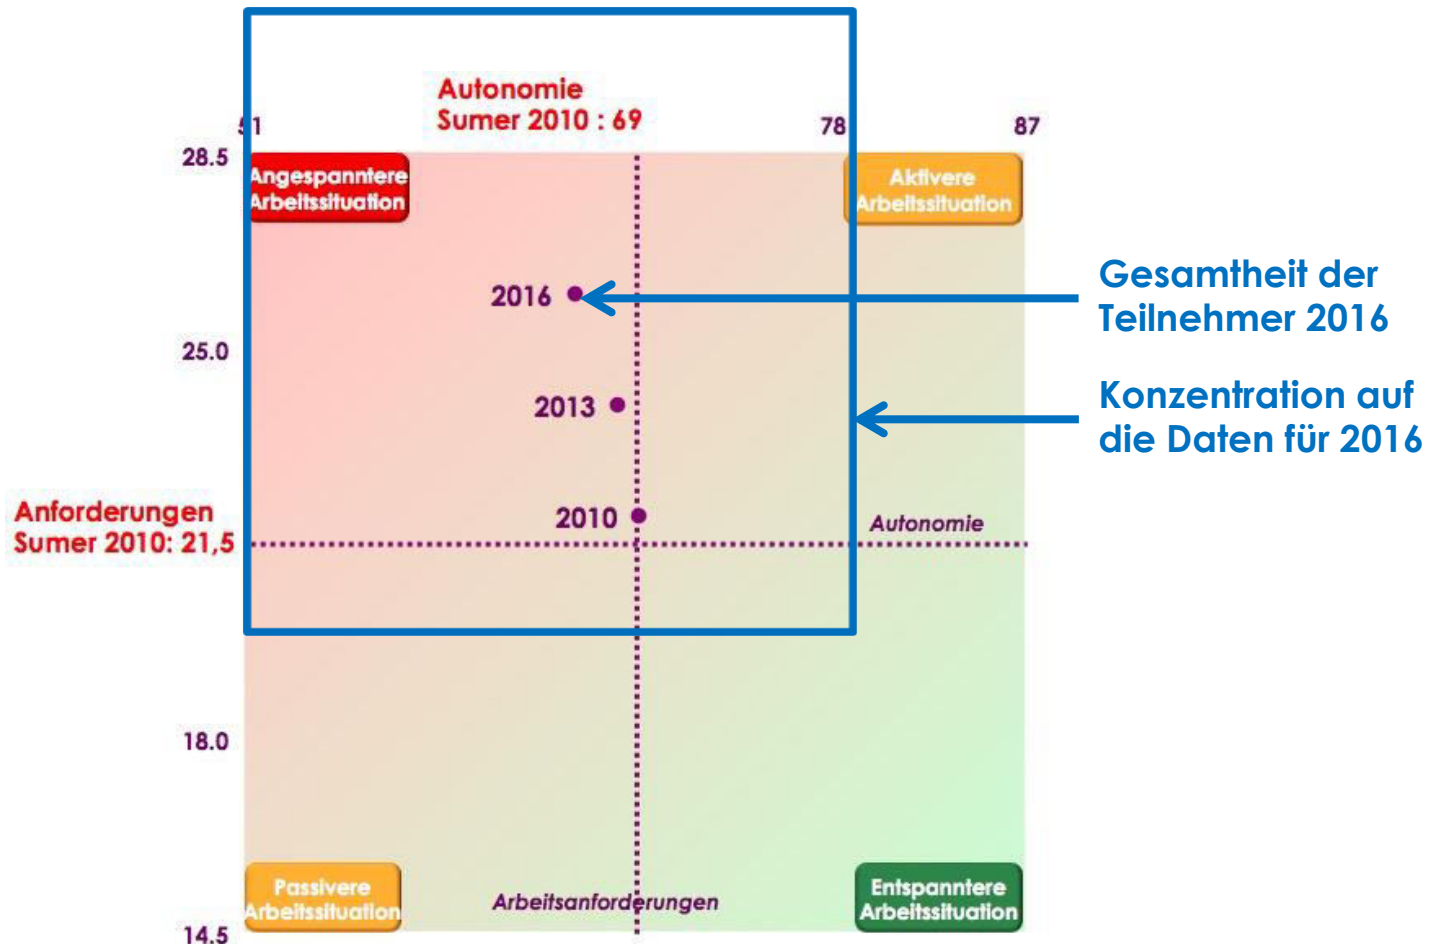 Autonomie
Sumer 2010 : 69
51
78
87
28.5
Angespanntere
Arbeitssituation
Aktivere
Arbeitssituation
Gesamtheit der
Teilnehmer 2016
2016
25.0
Konzentration auf
die Daten für 2016
2013
Anforderungen
Sumer 2010: 21,5
2010
Autonomie
18.0
Passivere
Arbeitssituation
Arbeitsanforderungen
Entspanntere
Arbeitssituation
14.5